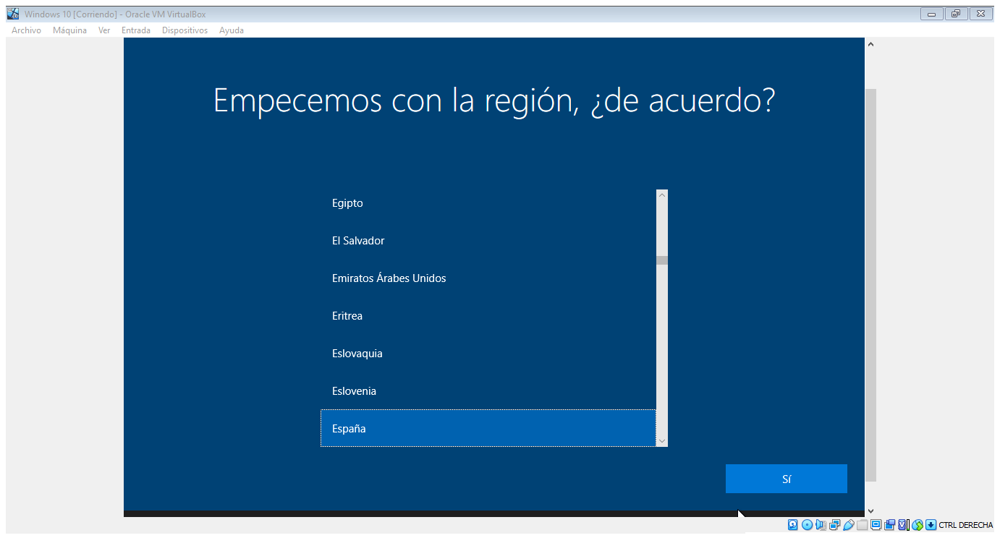 Windows 10 [Corriendo] - Oracle VM VirtualBox
Archivo Máquina Ver Entrada Dispositivos Ayuda
Empecemos con la región, ¿de acuerdo?
Egipto
El Salvador
Emiratos Árabes Unidos
Eritrea
Eslovaquia
Eslovenia
España
Sí
CTRL DERECHA